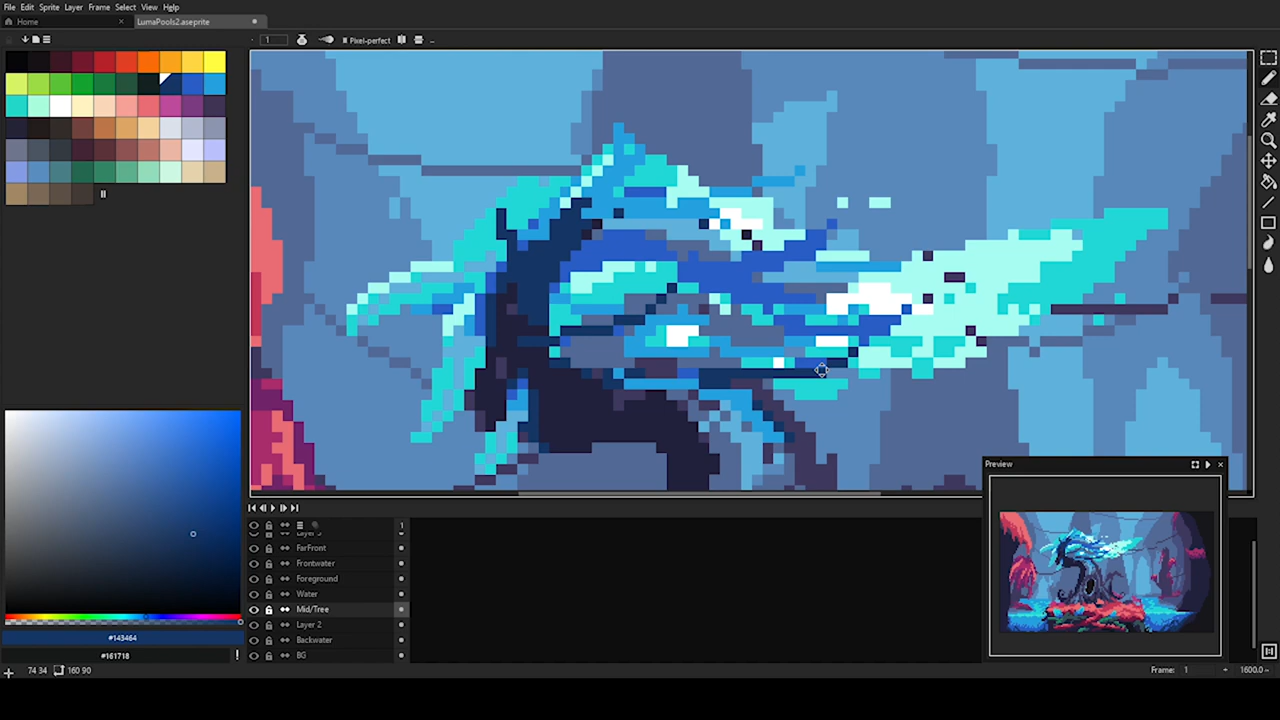 File Edit Sprite Layer Frame Select View Help
Home
LumaPools2.aseprite
1
Pixel-perfect
Preview
1
FarFront
Frontwater
Foreground
Water
Mid/Tree
Layer 2
Backwater
BG
#143464
#161718
74 34 160 90
Frame: 1 1600.0~